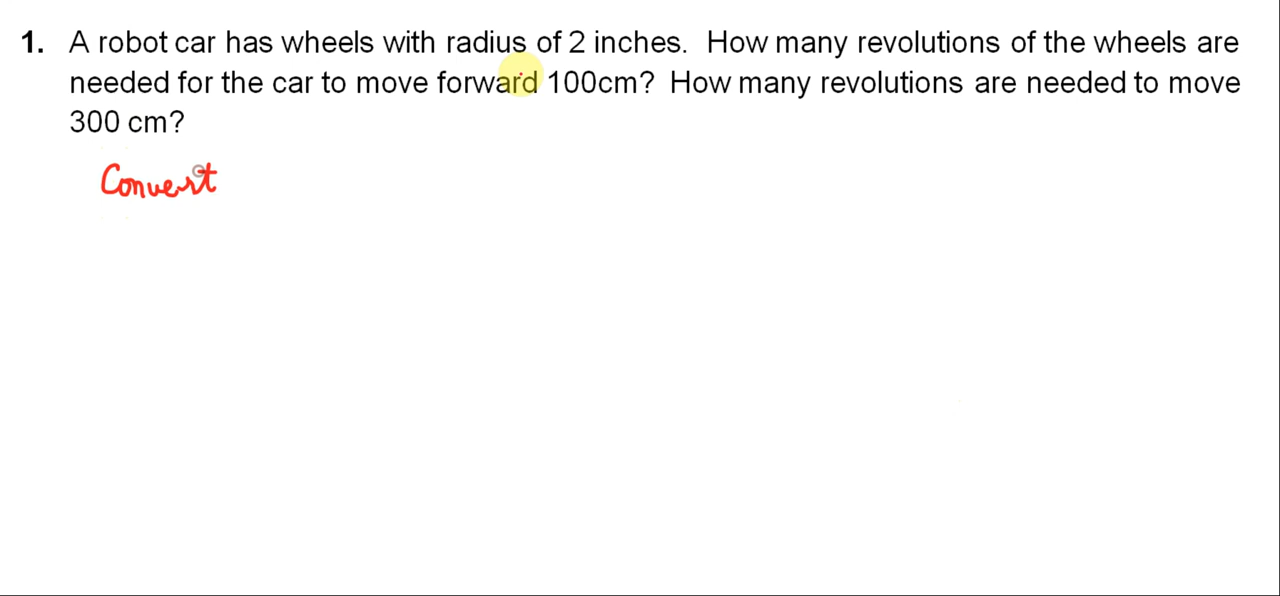 1. A robot car has wheels with radius of 2 inches. How many revolutions of the wheels are
needed for the car to move forward 100cm? How many revolutions are needed to move
300 cm?
Convert